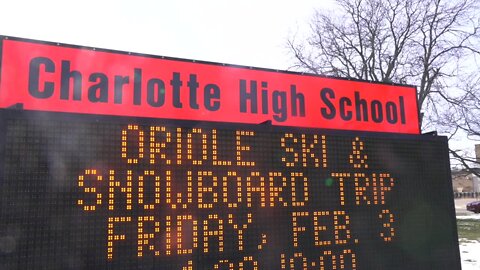 Charlotte High School
ORIOLE SKI &
SNOWBOARD TRIP
FRIDAY, FEB. 3